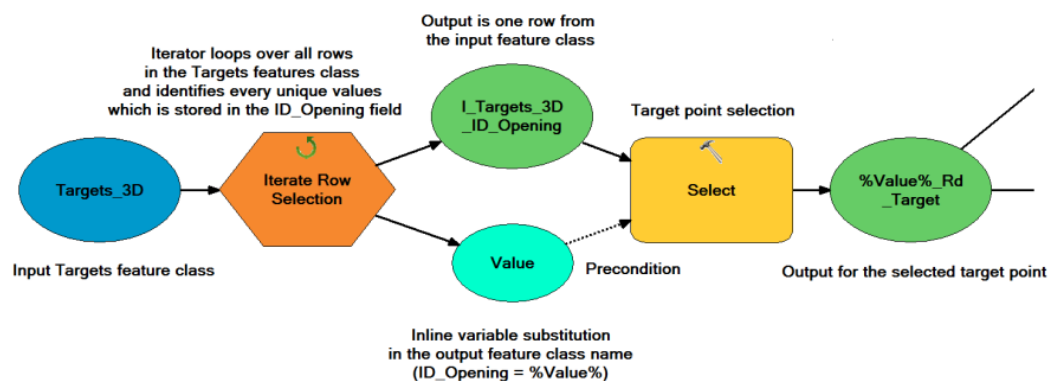 Output is one row from
the input feature class
Iterator loops over all rows
in the Targets features class
and identifies every unique values
which is stored in the ID_Opening field
I_Targets_3D
_ID_Opening
Target point selection
Targets_3D
Iterate Row
Selection
Select
%Value%_Rd
_Target
Input Targets feature class
Value
Precondition
Output for the selected target point
Inline variable substitution
in the output feature class name
(ID_Opening = %Value%)